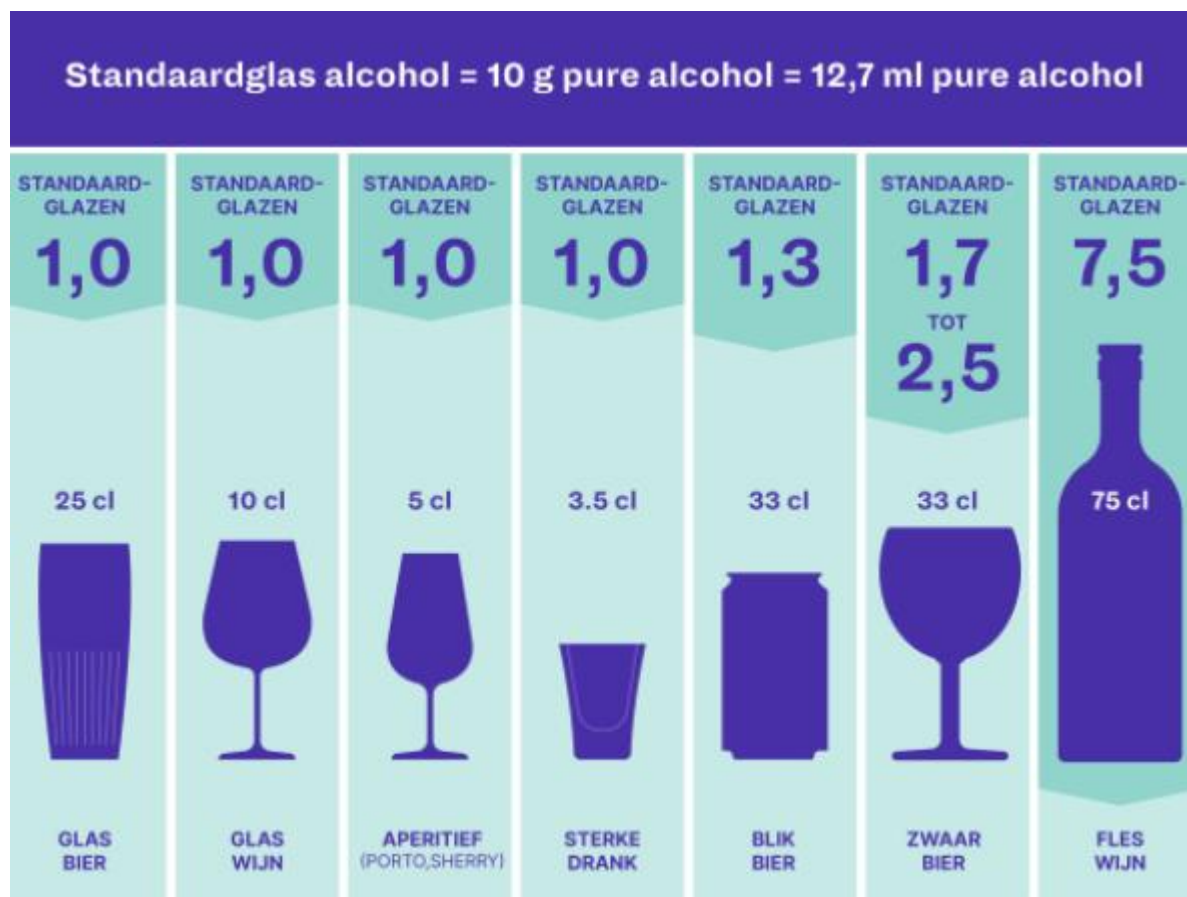 Standaardglas alcohol = 10 g pure alcohol = 12,7 ml pure alcohol
STANDAARD-
GLAZEN
1,0
25 cl
GLAS
BIER
STANDAARD-
GLAZEN
1,0
10 cl
GLAS
WIJN
STANDAARD-
GLAZEN
1,0
5 cl
APERITIEF
(PORTO,SHERRY)
STANDAARD-
GLAZEN
1,0
3.5 cl
STERKE
DRANK
STANDAARD-
GLAZEN
1,3
33 cl
BLIK
BIER
STANDAARD-
GLAZEN
1,7
TOT
2,5
33 cl
ZWAAR
BIER
STANDAARD-
GLAZEN
7,5
75 cl
FLES
WIJN